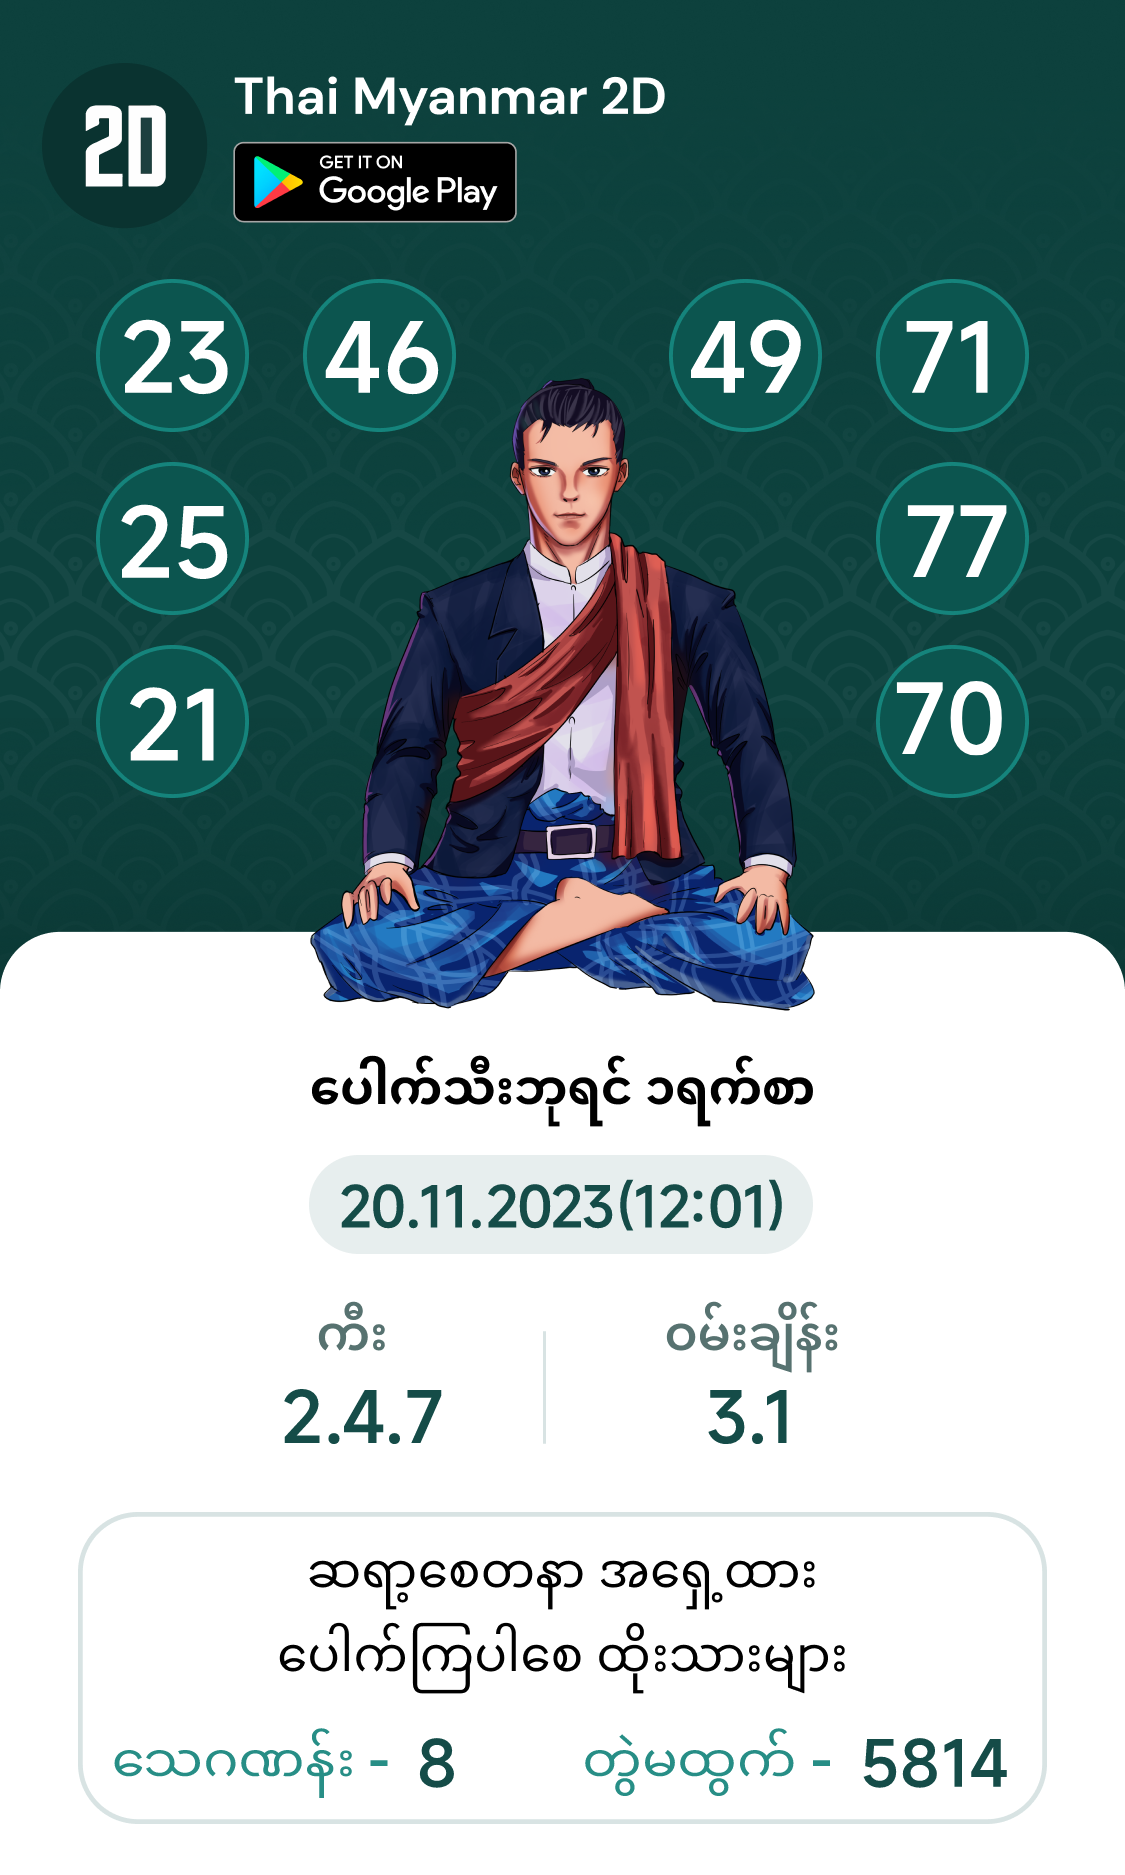 2D
Thai Myanmar 2D
GET IT ON
Google Play
23 46 49 71
25 77
21 70
ပေါက်သီးဘုရင် ၁ရက်စာ
20.11.2023(12:01)
ကီး ဝမ်းချိန်း
2.4.7 3.1
ဆရာ့စေတနာ အရှေ့ထား
ပေါက်ကြပါစေ ထိုးသားများ
သေဂဏန်း - 8 တွဲမထွက် - 5814